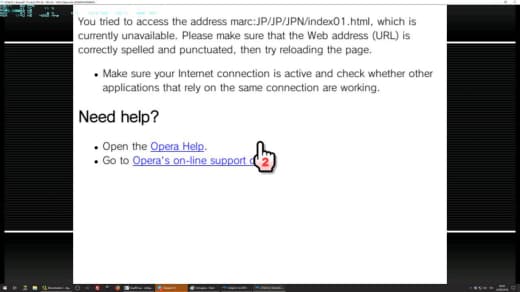 You tried to access the address marc:JP/JP/JPN/index01.html, which is
currently unavailable. Please make sure that the Web address (URL) is
correctly spelled and punctuated, then try reloading the page.
• Make sure your Internet connection is active and check whether other
applications that rely on the same connection are working.
Need help?
• Open the Opera Help.
• Go to Opera's on-line support
2